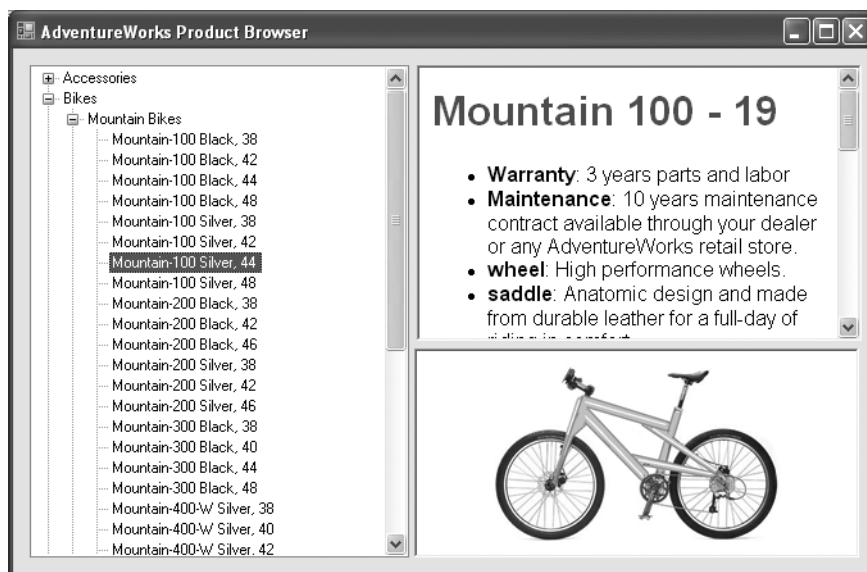 AdventureWorks Product Browser
Accessories
Bikes
Mountain Bikes
Mountain-100 Black, 38
Mountain-100 Black, 42
Mountain-100 Black, 44
Mountain-100 Black, 48
Mountain-100 Silver, 38
Mountain-100 Silver, 42
Mountain-100 Silver, 44
Mountain-100 Silver, 48
Mountain-200 Black, 38
Mountain-200 Black, 42
Mountain-200 Black, 46
Mountain-200 Silver, 38
Mountain-200 Silver, 42
Mountain-200 Silver, 46
Mountain-300 Black, 38
Mountain-300 Black, 40
Mountain-300 Black, 44
Mountain-300 Black, 48
Mountain-400-W Silver, 38
Mountain-400-W Silver, 40
Mountain-400-W Silver, 42
Mountain 100 - 19
• Warranty: 3 years parts and labor
• Maintenance: 10 years maintenance
contract available through your dealer
or any AdventureWorks retail store.
• wheel: High performance wheels.
• saddle: Anatomic design and made
from durable leather for a full-day of
riding in comfort